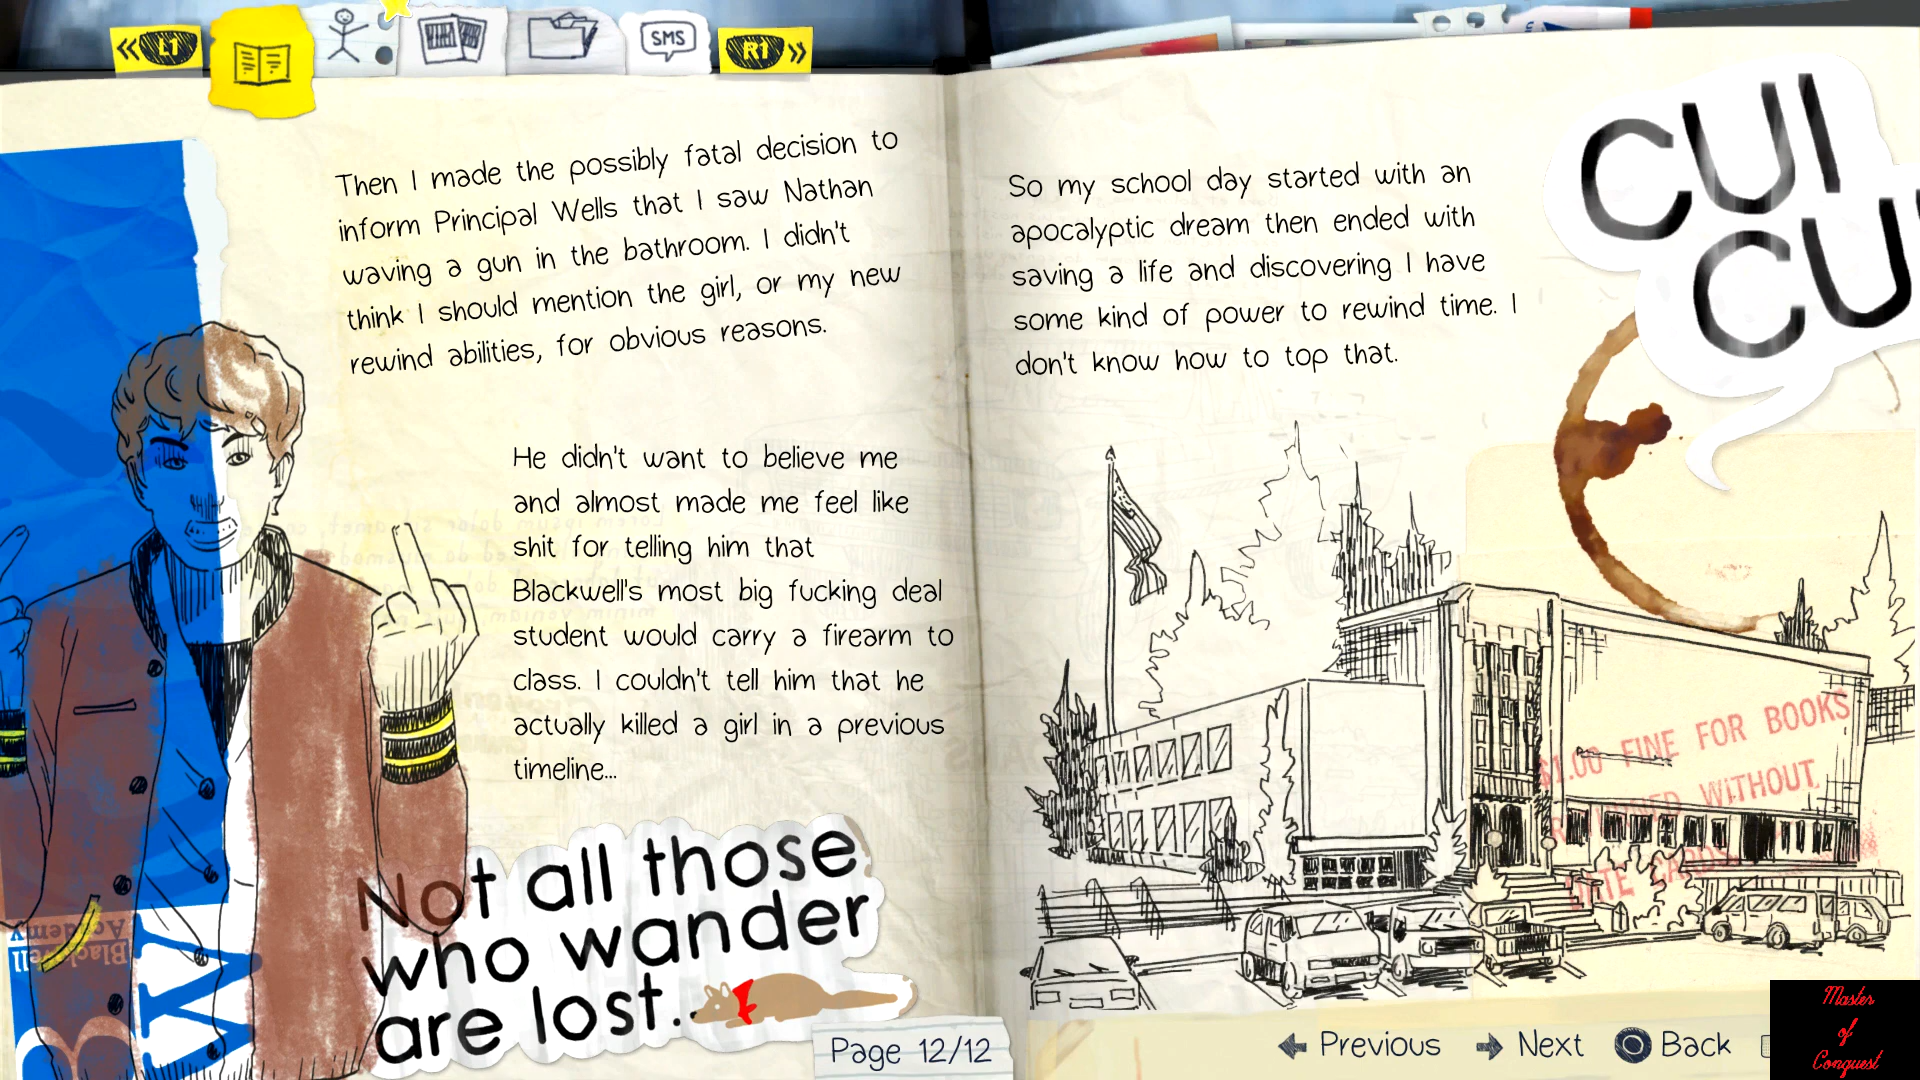 L1
SMS
R1
Then I made the possibly fatal decision to
inform Principal Wells that I saw Nathan
waving a gun in the bathroom. I didn't
think I should mention the girl, or my new
rewind abilities, for obvious reasons.
He didn't want to believe me
and almost made me feel like
shit for telling him that
Blackwell's most big fucking deal
student would carry a firearm to
class. I couldn't tell him that he
actually killed a girl in a previous
timeline...
Not all those
who wander
are lost..
Page 12/12
So my school day started with an
apocalyptic dream then ended with
saving a life and discovering I have
some kind of power to rewind time. I
don't know how to top that.
CUI
CU
$1.00 FINE FOR BOOKS
WITHOUT
DATE CARDS
Previous
Next
Back
Master
of
Conquest